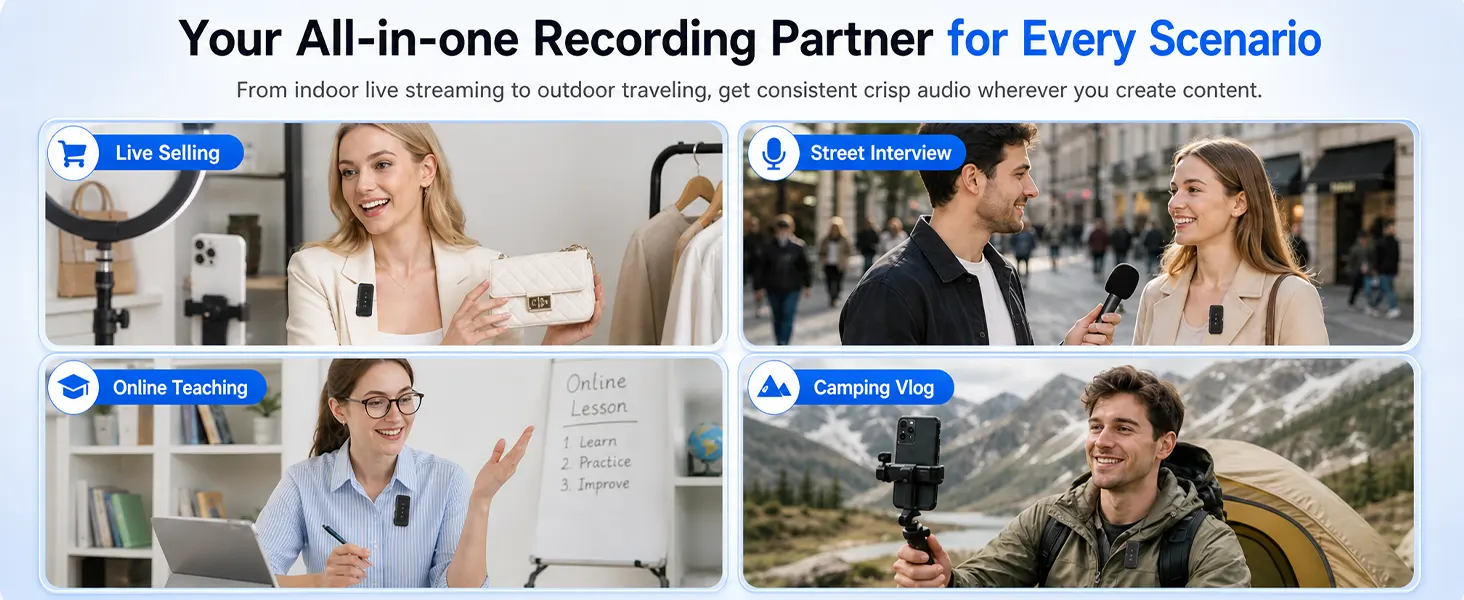 Your All-in-one Recording Partner for Every Scenario
From indoor live streaming to outdoor traveling, get consistent crisp audio wherever you create content.
Live Selling
Street Interview
Online Teaching
Online
Lesson
1. Learn
2. Practice
3. Improve
Camping Vlog